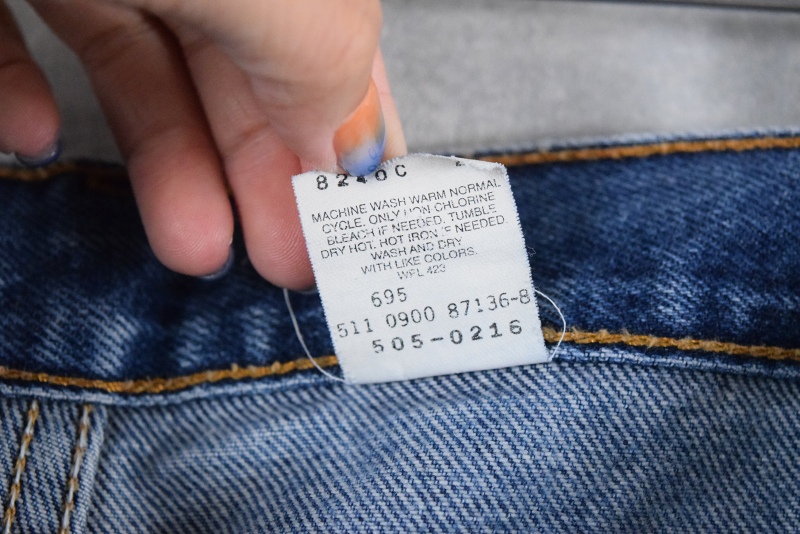 8240C
MACHINE WASH WARM NORMAL
CYCLE. ONLY NON CHLORINE
BLEACH IF NEEDED. TUMBLE
DRY HOT. HOT IRON IF NEEDED.
WASH AND DRY
WITH LIKE COLORS.
WPL 423
695
511 0900 87136-8
505-0216